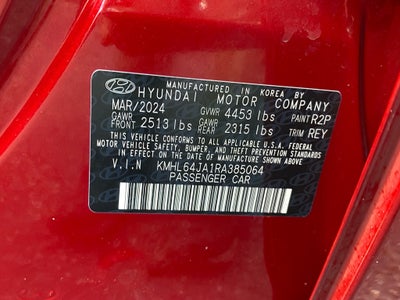 MANUFACTURED IN KOREA BY
HYUNDAI MOTOR COMPANY
MAR/2024 GVWR 4453 lbs PAINT R2P
GAWR FRONT 2513 lbs GAWR REAR 2315 lbs TRIM REY
THIS VEHICLE CONFORMS TO ALL APPLICABLE U.S.A. FEDERAL
MOTOR VEHICLE SAFETY, BUMPER, AND THEFT PREVENTION STANDARDS
IN EFFECT ON THE DATE OF MANUFACTURE SHOWN ABOVE.
V.I.N KMHL64JA1RA385064
PASSENGER CAR